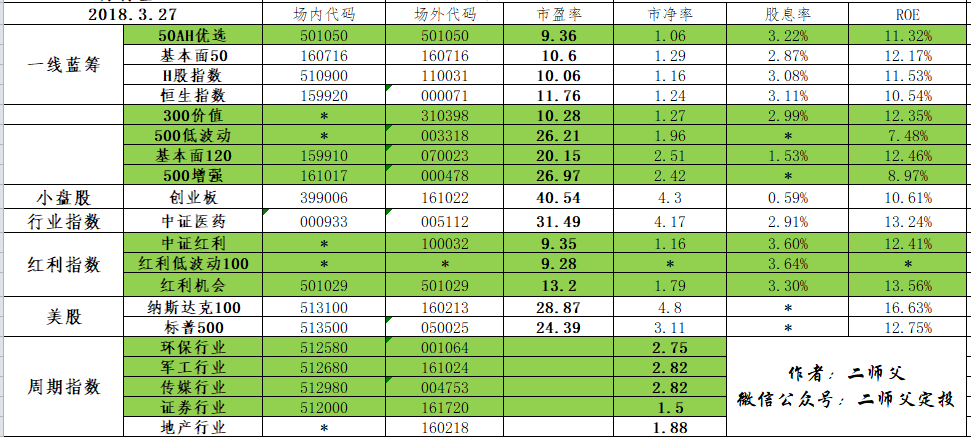 2018.3.27 场内代码 场外代码 市盈率 市净率 股息率 ROE
一线蓝筹 50AH优选 501050 501050 9.36 1.06 3.22% 11.32%
基本面50 160716 160716 10.6 1.29 2.87% 12.17%
H股指数 510900 110031 10.06 1.16 3.08% 11.53%
恒生指数 159920 000071 11.76 1.24 3.11% 10.54%
300价值 * 310398 10.28 1.27 2.99% 12.35%
500低波动 * 003318 26.21 1.96 * 7.48%
基本面120 159910 070023 20.15 2.51 1.53% 12.46%
500增强 161017 000478 26.97 2.42 * 8.97%
小盘股 创业板 399006 161022 40.54 4.3 0.59% 10.61%
行业指数 中证医药 000933 005112 31.49 4.17 2.91% 13.24%
红利指数 中证红利 * 100032 9.35 1.16 3.60% 12.41%
红利低波动100 * * 9.28 * 3.64% *
红利机会 501029 501029 13.2 1.79 3.30% 13.56%
美股 纳斯达克100 513100 160213 28.87 4.8 * 16.63%
标普500 513500 050025 24.39 3.11 * 12.75%
周期指数 环保行业 512580 001064 2.75
军工行业 512680 161024 2.82
传媒行业 512980 004753 2.82
证券行业 512000 161720 1.5
地产行业 * 160218 1.88
作者：二师父
微信公众号：二师父定投